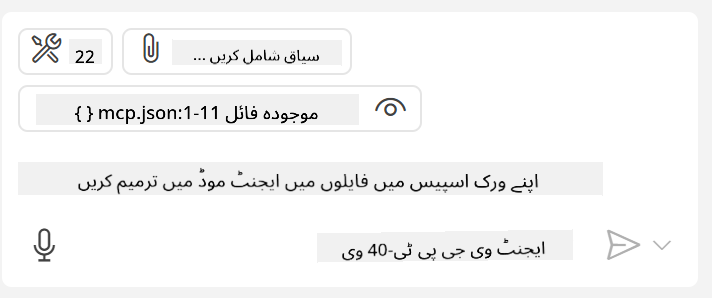 22
سیاق شامل کریں ...
{ } mcp.json:1-11 موجودہ فائل
اپنے ورک اسپیس میں فایلوں میں ایجنٹ موڈ میں ترمیم کریں
ایجنٹ وی جی پی ٹی-40 وی